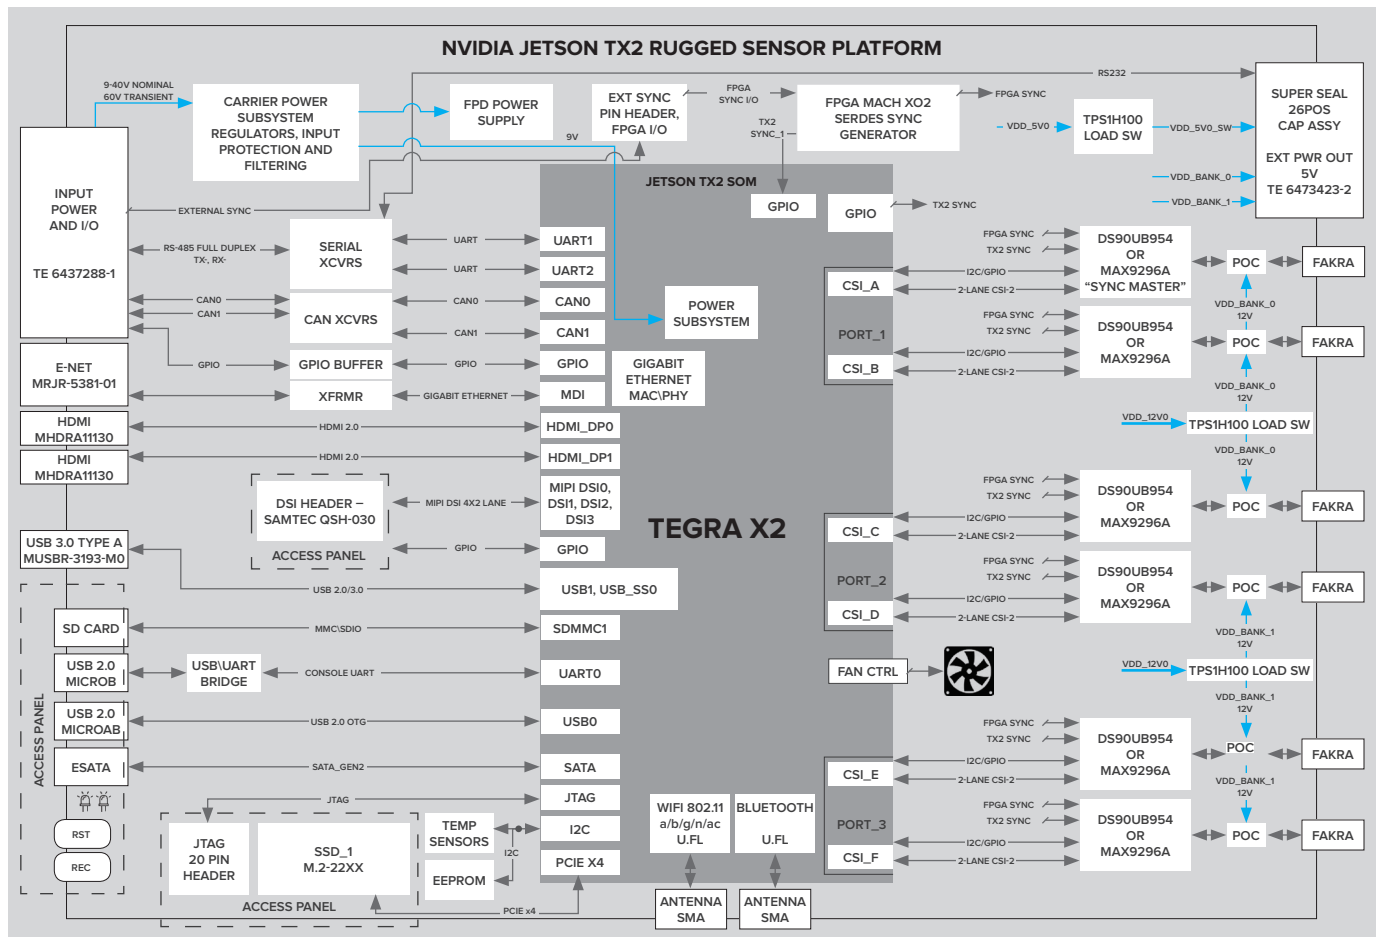 NVIDIA JETSON TX2 RUGGED SENSOR PLATFORM
9-40V NOMINAL
60V TRANSIENT
CARRIER POWER
SUBSYSTEM
REGULATORS, INPUT
PROTECTION AND
FILTERING
FPD POWER
SUPPLY
9V
EXT SYNC
PIN HEADER,
FPGA I/O
FPGA
SYNC I/O
TX2
SYNC_1
FPGA MACH XO2
SERDES SYNC
GENERATOR
RS232
FPGA SYNC
VDD_5V0
TPS1H100
LOAD SW
VDD_5V0_SW
VDD_BANK_0
VDD_BANK_1
SUPER SEAL
26POS
CAP ASSY
EXT PWR OUT
5V
TE 6473423-2
INPUT
POWER
AND I/O
TE 6437288-1
EXTERNAL SYNC
RS-485 FULL DUPLEX
TX-, RX-
CAN0
CAN1
GPIO
SERIAL
XCVRS
CAN XCVRS
GPIO BUFFER
XFRMR
UART
UART
CAN0
CAN1
GPIO
GIGABIT ETHERNET
E-NET
MRJR-5381-01
HDMI
MHDRA11130
HDMI
MHDRA11130
HDMI 2.0
HDMI 2.0
DSI HEADER –
SAMTEC QSH-030
ACCESS PANEL
MIPI DSI 4X2 LANE
GPIO
USB 3.0 TYPE A
MUSBR-3193-M0
USB 2.0/3.0
ACCESS PANEL
SD CARD
MMC\SDIO
USB 2.0
MICROB
USB\UART
BRIDGE
CONSOLE UART
USB 2.0
MICROAB
USB 2.0 OTG
ESATA
SATA_GEN2
RST
REC
JTAG
JTAG
20 PIN
HEADER
SSD_1
M.2-22XX
ACCESS PANEL
TEMP
SENSORS
I2C
EEPROM
PCIE x4
JETSON TX2 SOM
UART1
UART2
CAN0
CAN1
GPIO
MDI
GIGABIT
ETHERNET
MAC\PHY
HDMI_DP0
HDMI_DP1
MIPI DSI0,
DSI1, DSI2,
DSI3
GPIO
USB1, USB_SS0
SDMMC1
UART0
USB0
SATA
JTAG
I2C
PCIE X4
POWER
SUBSYSTEM
TEGRA X2
WIFI 802.11
a/b/g/n/ac
U.FL
BLUETOOTH
U.FL
ANTENNA
SMA
ANTENNA
SMA
GPIO
GPIO
TX2 SYNC
CSI_A
PORT_1
CSI_B
CSI_C
PORT_2
CSI_D
FAN CTRL
CSI_E
PORT_3
CSI_F
FPGA SYNC
TX2 SYNC
I2C/GPIO
2-LANE CSI-2
DS90UB954
OR
MAX9296A
“SYNC MASTER”
POC
FAKRA
VDD_BANK_0
12V
FPGA SYNC
TX2 SYNC
I2C/GPIO
2-LANE CSI-2
DS90UB954
OR
MAX9296A
POC
FAKRA
VDD_BANK_0
12V
VDD_12V0
TPS1H100 LOAD SW
VDD_BANK_0
12V
FPGA SYNC
TX2 SYNC
I2C/GPIO
2-LANE CSI-2
DS90UB954
OR
MAX9296A
POC
FAKRA
FPGA SYNC
TX2 SYNC
I2C/GPIO
2-LANE CSI-2
DS90UB954
OR
MAX9296A
POC
FAKRA
VDD_BANK_1
12V
VDD_12V0
TPS1H100 LOAD SW
VDD_BANK_1
12V
FPGA SYNC
TX2 SYNC
I2C/GPIO
2-LANE CSI-2
DS90UB954
OR
MAX9296A
POC
FAKRA
VDD_BANK_1
12V
FPGA SYNC
TX2 SYNC
I2C/GPIO
2-LANE CSI-2
DS90UB954
OR
MAX9296A
POC
FAKRA